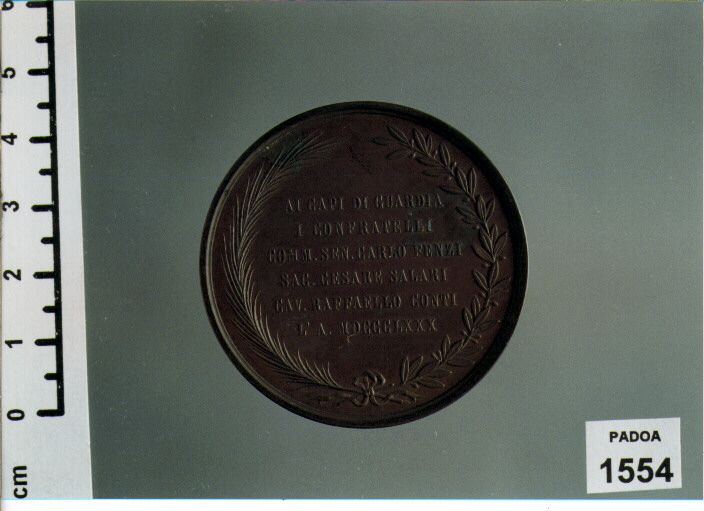 AI CAPI DI GUARDIA
I CONFRATELLI
COMM. SEN. CARLO FENZI
SAC. CESARE SALARI
CAV. RAFFAELLO CONTI
L' A. MDCCCLXXX
6
5
4
3
2
1
0
cm
PADOA
1554